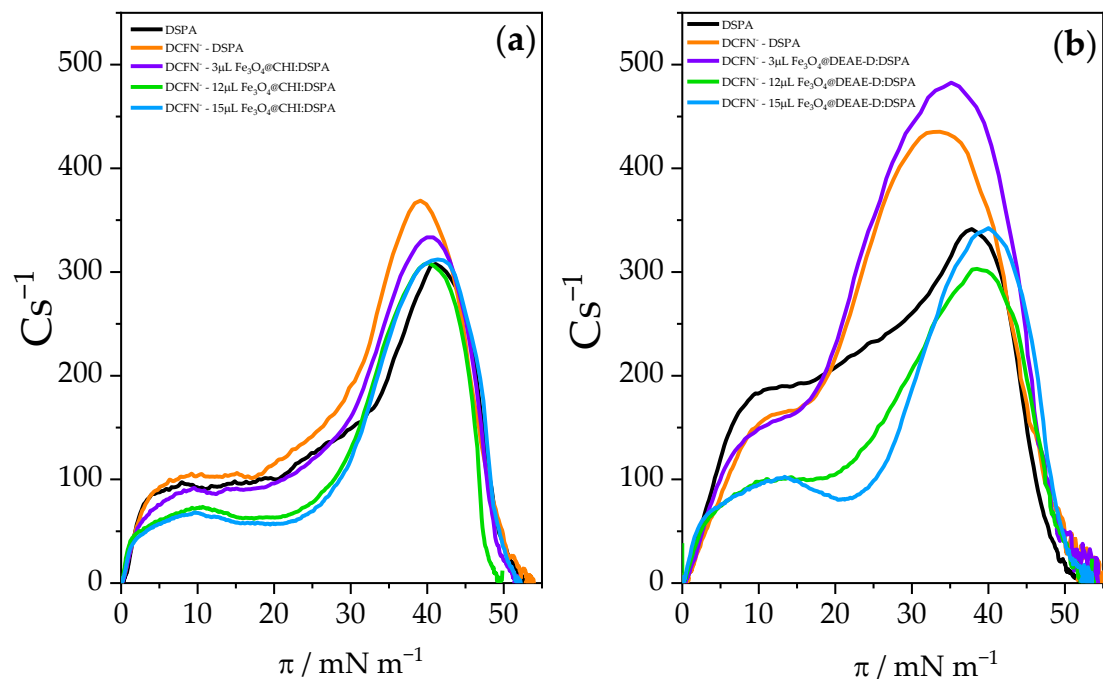 (a)
DSPA
DCFN⁻ - DSPA
DCFN⁻ - 3μL Fe₃O₄@CHI:DSPA
DCFN⁻ - 12μL Fe₃O₄@CHI:DSPA
DCFN⁻ - 15μL Fe₃O₄@CHI:DSPA
500
400
300
200
100
0
Cs⁻¹
0 10 20 30 40 50
π / mN m⁻¹
(b)
DSPA
DCFN⁻ - DSPA
DCFN⁻ - 3μL Fe₃O₄@DEAE-D:DSPA
DCFN⁻ - 12μL Fe₃O₄@DEAE-D:DSPA
DCFN⁻ - 15μL Fe₃O₄@DEAE-D:DSPA
500
400
300
200
100
0
Cs⁻¹
0 10 20 30 40 50
π / mN m⁻¹